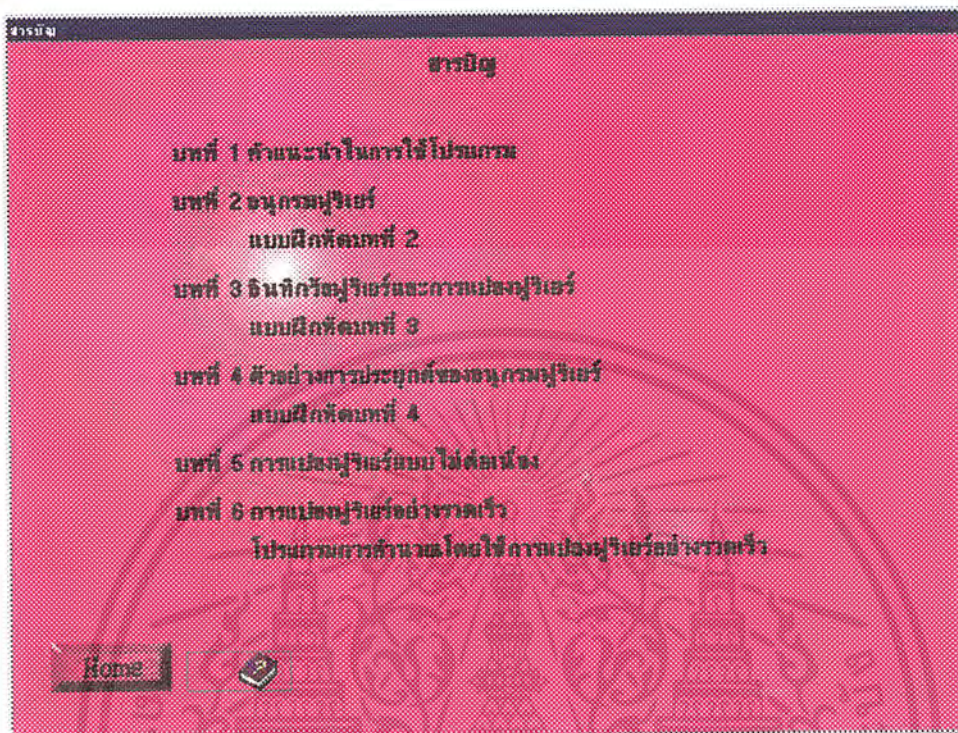 สารบัญ
สารบัญ
บทที่ 1 คำแนะนำในการใช้โปรแกรม
บทที่ 2 อนุกรมฟูริเยร์
แบบฝึกหัดบทที่ 2
บทที่ 3 อินทิกรัลฟูริเยร์และการแปลงฟูริเยร์
แบบฝึกหัดบทที่ 3
บทที่ 4 ตัวอย่างการประยุกต์ของอนุกรมฟูริเยร์
แบบฝึกหัดบทที่ 4
บทที่ 5 การแปลงฟูริเยร์แบบไม่ต่อเนื่อง
บทที่ 6 การแปลงฟูริเยร์อย่างรวดเร็ว
โปรแกรมการคำนวณโดยใช้การแปลงฟูริเยร์อย่างรวดเร็ว
Home